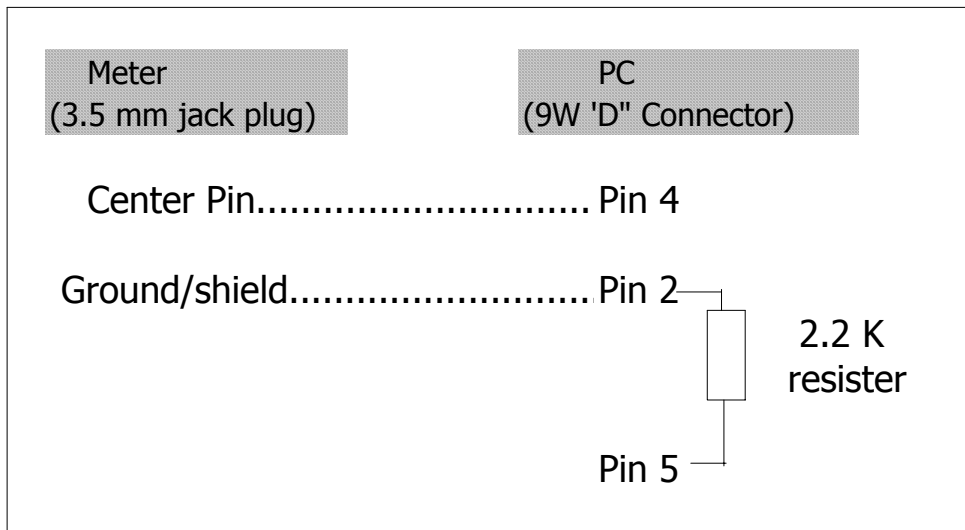 Meter
(3.5 mm jack plug)
PC
(9W 'D" Connector)
Center Pin.............................. Pin 4
Ground/shield............................ Pin 2
2.2 K
resister
Pin 5